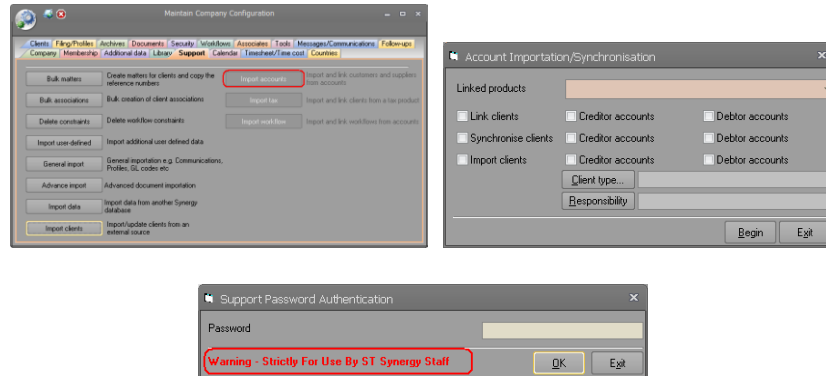 Maintain Company Configuration
Clients Filing/Profiles Archives Documents Security Workflows Associates Tools Messages/Communications Follow-ups
Company Membership Additional data Library Support Calendar Timesheet/Time cost Countries
Bulk matters Create matters for clients and copy the reference numbers
Import accounts Import and link customers and suppliers from accounts
Bulk associations Bulk creation of client associations
Import tax Import and link clients from a tax product
Delete constraints Delete workflow constraints
Import workflow Import and link workflows from accounts
Import user-defined Import additional user defined data
General import General importation e.g. Communications, Profiles, GL codes etc
Advance import Advanced document importation
Import data Import data from another Synergy database
Import clients Import/update clients from an external source
Account Importation/Synchronisation
Linked products
Link clients Creditor accounts Debtor accounts
Synchronise clients Creditor accounts Debtor accounts
Import clients Creditor accounts Debtor accounts
Client type...
Responsibility
Begin Exit
Support Password Authentication
Password
Warning - Strictly For Use By ST Synergy Staff
OK Exit